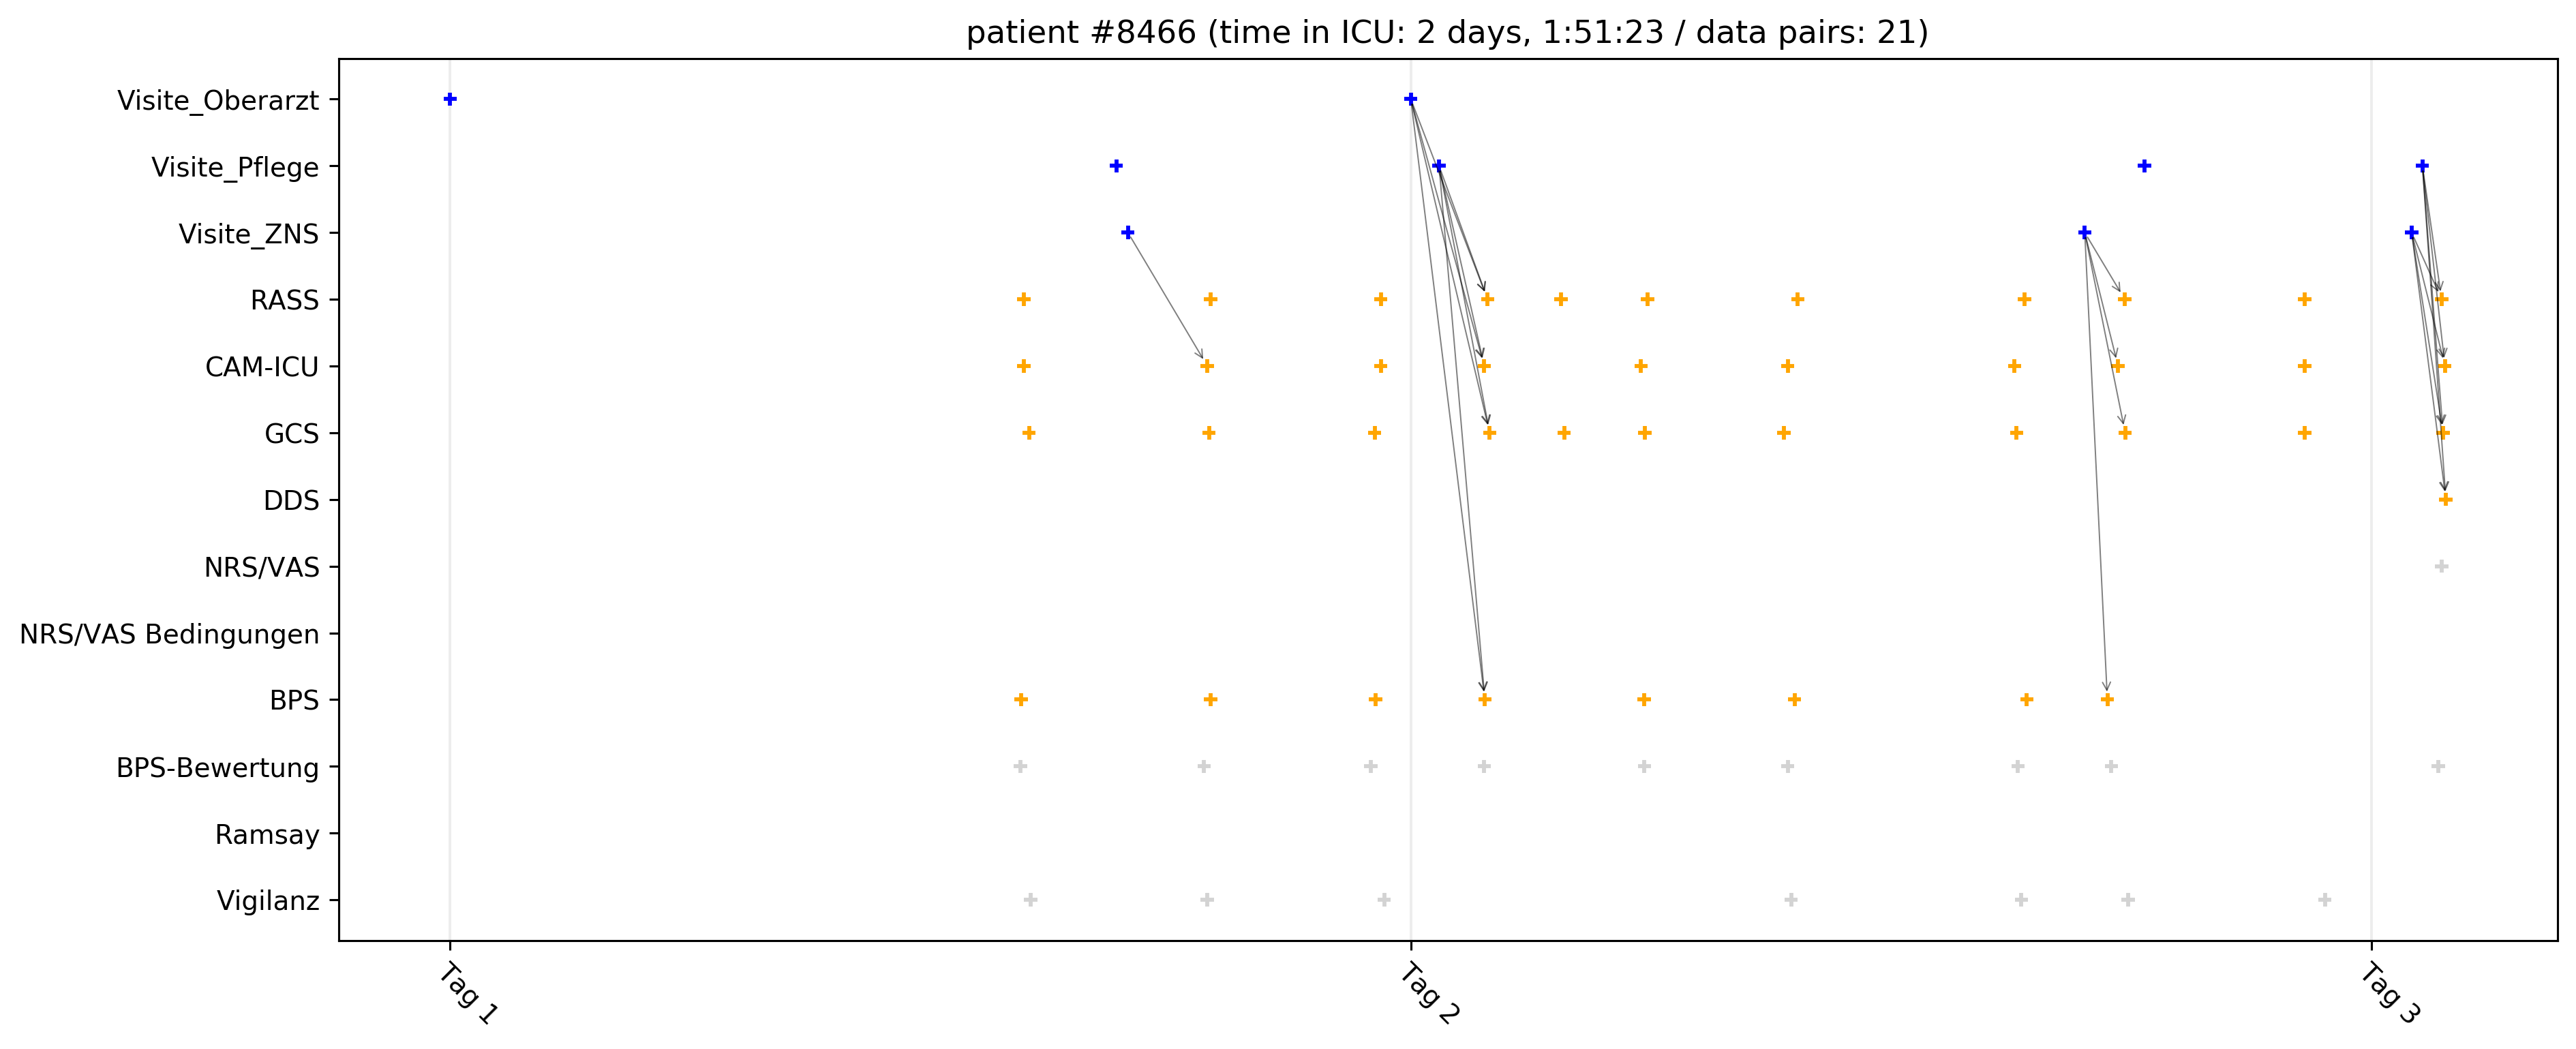 patient #8466 (time in ICU: 2 days, 1:51:23 / data pairs: 21)
Visite_Oberarzt
Visite_Pflege
Visite_ZNS
RASS
CAM-ICU
GCS
DDS
NRS/VAS
NRS/VAS Bedingungen
BPS
BPS-Bewertung
Ramsay
Vigilanz
Tag 1
Tag 2
Tag 3